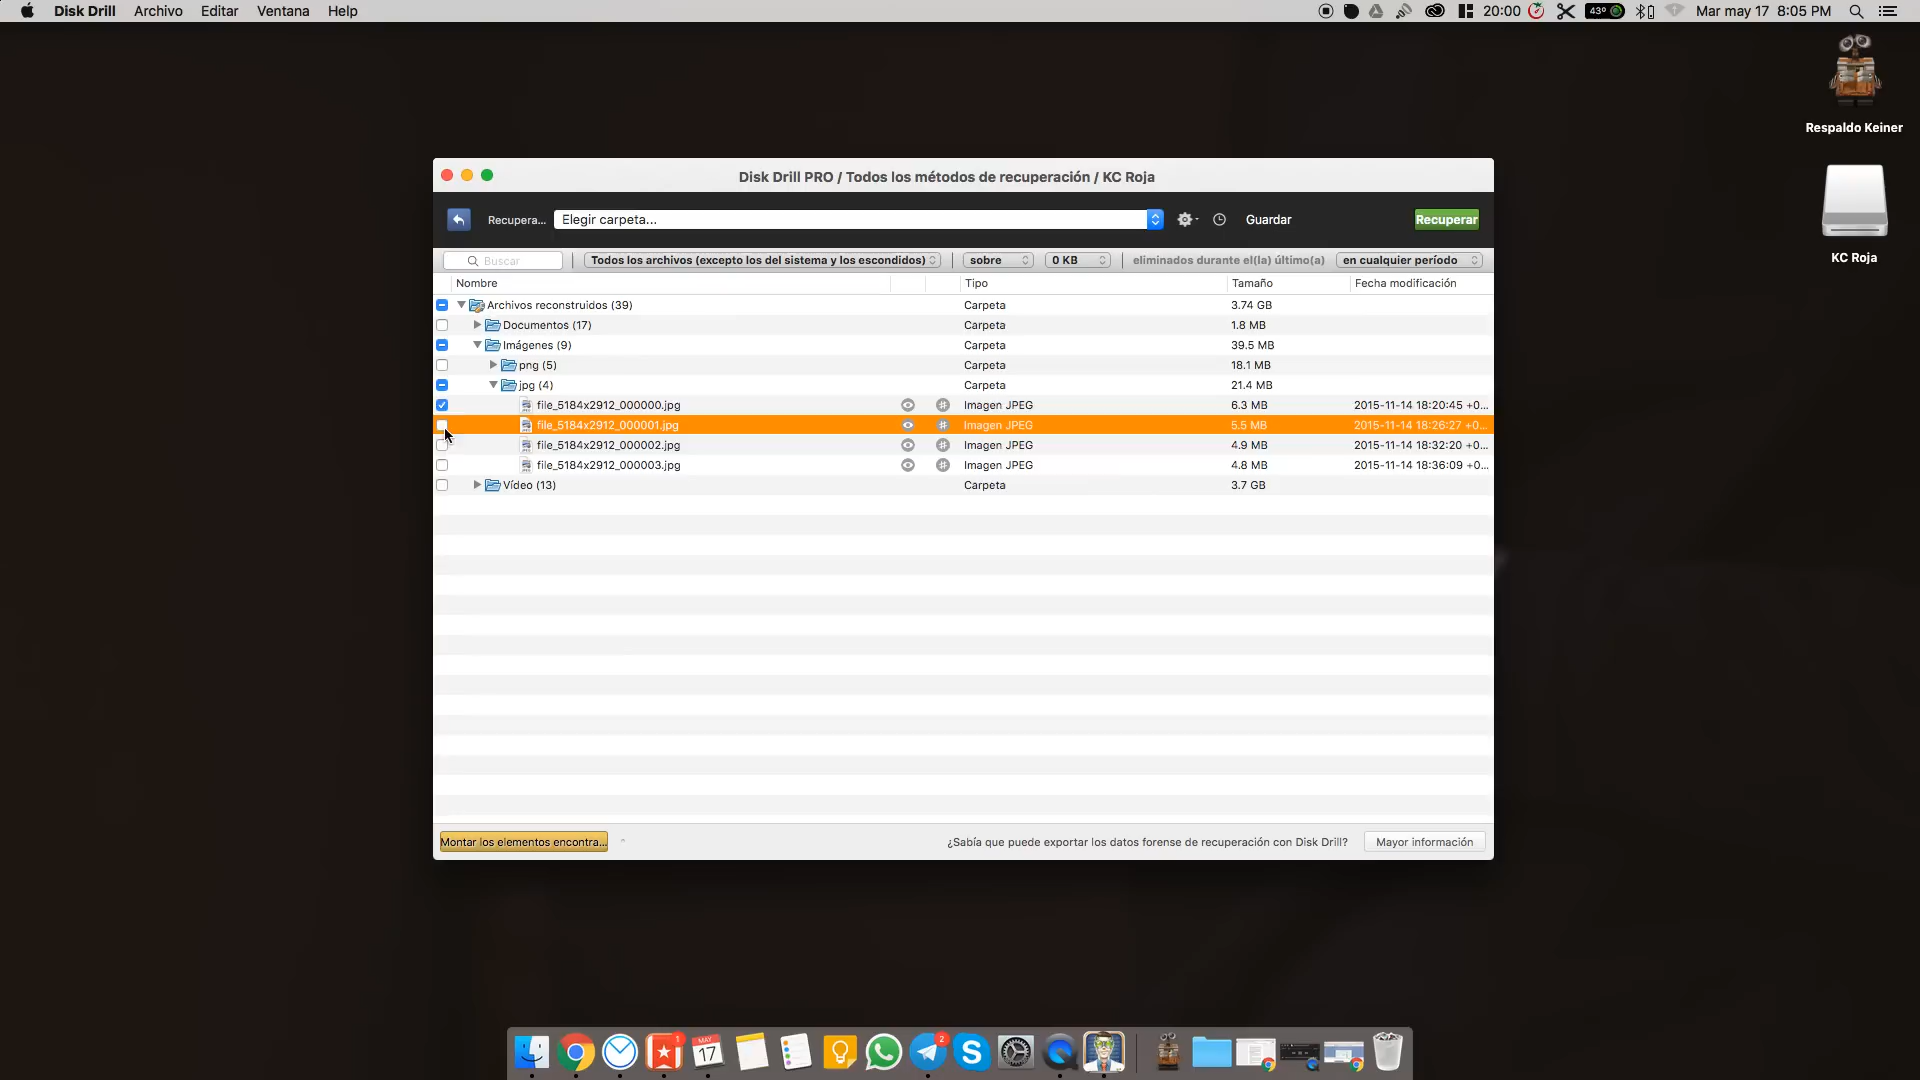 Disk Drill Archivo Editar Ventana Help 20:00 43° Mar may 17 8:05 PM
Respaldo Keiner
KC Roja
Disk Drill PRO / Todos los métodos de recuperación / KC Roja
Recupera... Elegir carpeta... Guardar Recuperar
Buscar Todos los archivos (excepto los del sistema y los escondidos) sobre 0 KB eliminados durante el(la) último(a) en cualquier período
Nombre Tipo Tamaño Fecha modificación
Archivos reconstruidos (39) Carpeta 3.74 GB
Documentos (17) Carpeta 1.8 MB
Imágenes (9) Carpeta 39.5 MB
png (5) Carpeta 18.1 MB
jpg (4) Carpeta 21.4 MB
file_5184x2912_000000.jpg Imagen JPEG 6.3 MB 2015-11-14 18:20:45 +0...
file_5184x2912_000001.jpg Imagen JPEG 5.5 MB 2015-11-14 18:26:27 +0...
file_5184x2912_000002.jpg Imagen JPEG 4.9 MB 2015-11-14 18:32:20 +0...
file_5184x2912_000003.jpg Imagen JPEG 4.8 MB 2015-11-14 18:36:09 +0...
Vídeo (13) Carpeta 3.7 GB
Montar los elementos encontra... ¿Sabía que puede exportar los datos forense de recuperación con Disk Drill? Mayor información
1 MAY 17 2 S